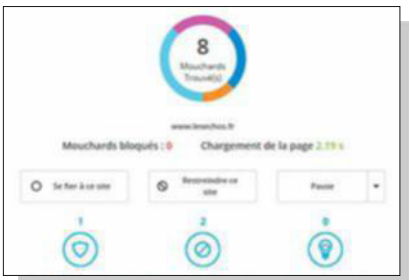 8
Mouchards
Trouvé(s)
www.lesechos.fr
Mouchards bloqués : 0 Chargement de la page 2.19 s
Se fier à ce site
Restreindre ce
site
Pause
1 2 0